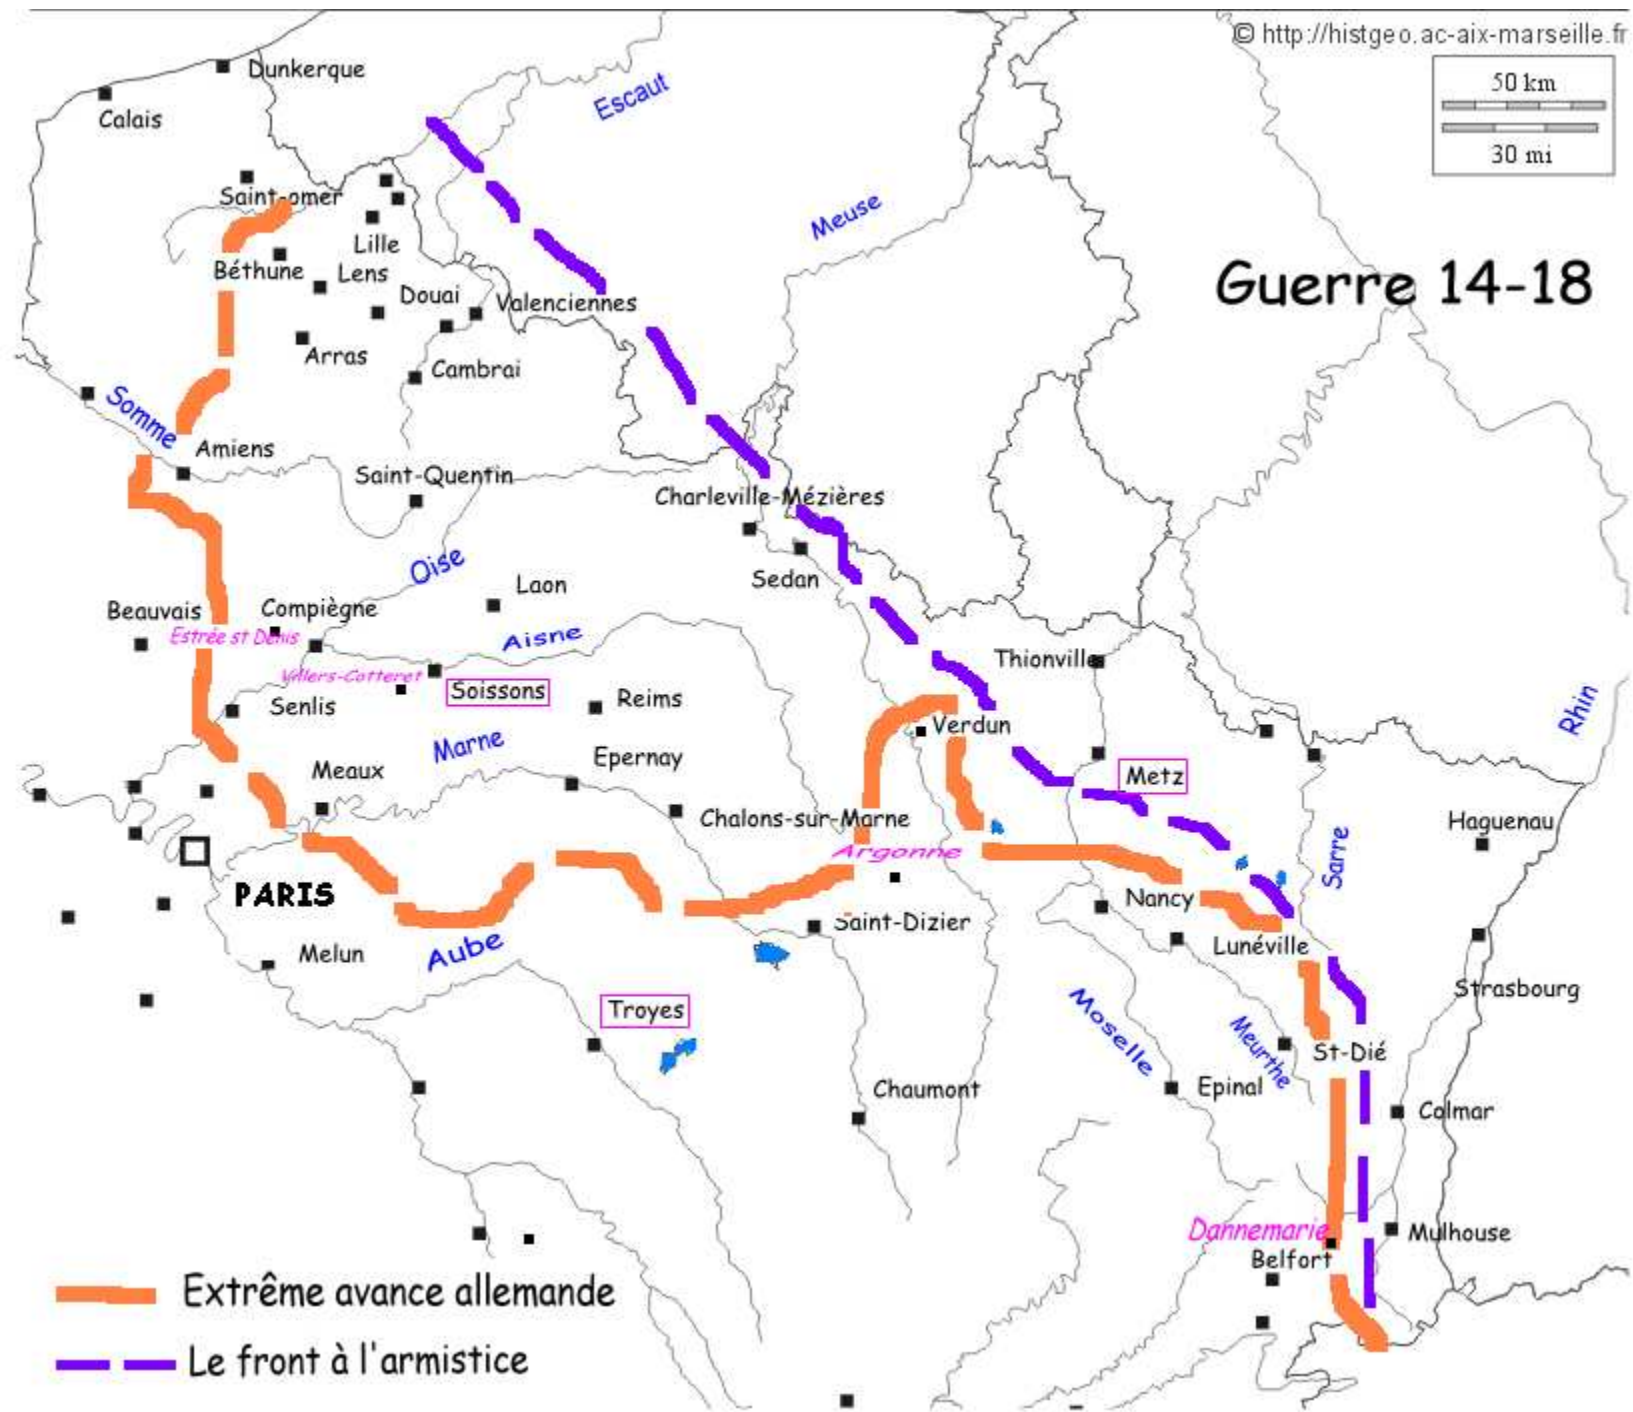 © http://histgeo.ac-aix-marseille.fr
50 km
30 mi
Dunkerque
Calais
Escaut
Saint-omer
Meuse
Lille
Béthune
Lens
Guerre 14-18
Douai
Valenciennes
Arras
Cambrai
Somme
Amiens
Saint-Quentin
Charleville-Mézières
Oise
Sedan
Laon
Beauvais
Compiègne
Estrée st Denis
Aisne
Thionville
Villers-Cotteret
Soissons
Senlis
Reims
Rhin
Verdun
Marne
Epernay
Meaux
Metz
Chalons-sur-Marne
Haguenau
Argonne
Sarre
PARIS
Nancy
Saint-Dizier
Lunéville
Melun
Aube
Strasbourg
Troyes
Moselle
Meurthe
St-Dié
Chaumont
Epinal
Colmar
Dannemarie
Mulhouse
Belfort
Extrême avance allemande
Le front à l'armistice